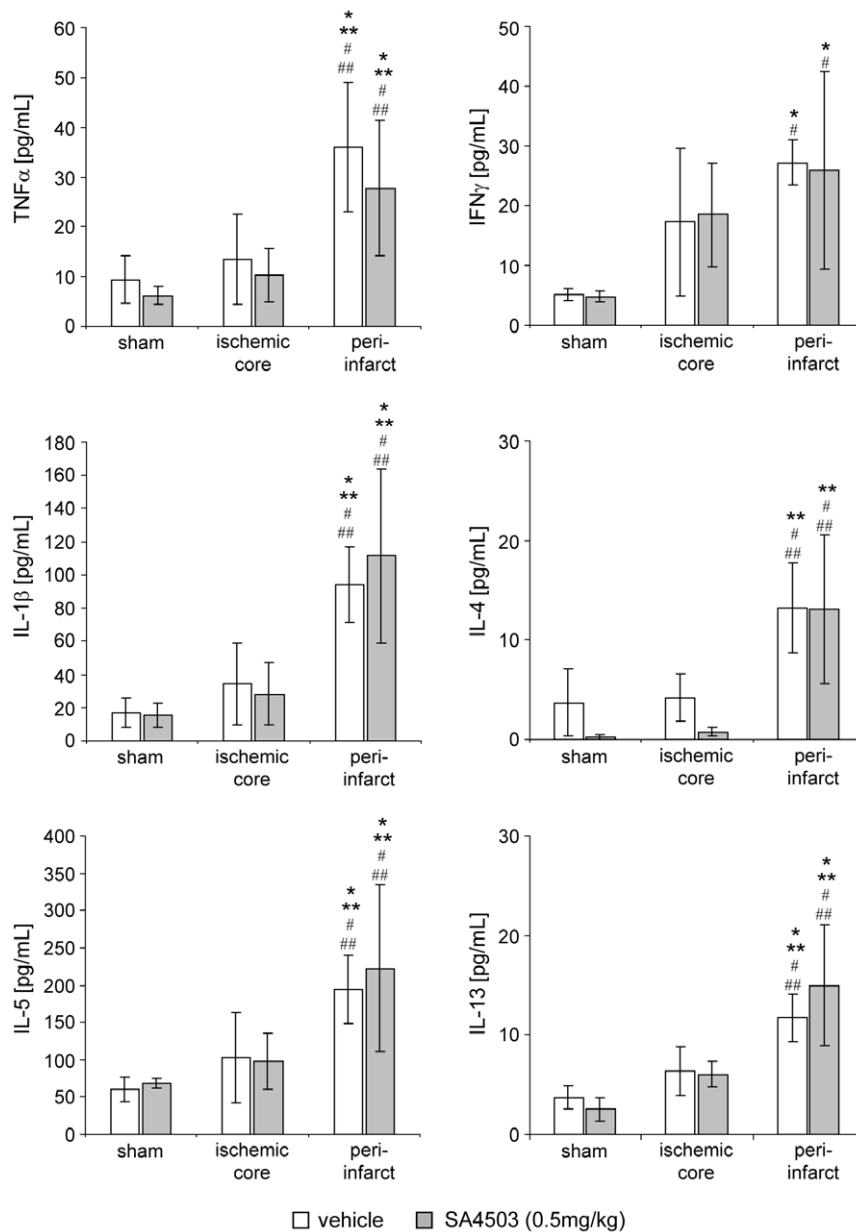 *
**
#
##
*
**
#
##
60
50
40
30
20
10
0
TNFα [pg/mL]
sham
ischemic
core
peri-
infarct
*
#
*
#
50
40
30
20
10
0
IFNγ [pg/mL]
sham
ischemic
core
peri-
infarct
*
**
#
##
*
**
#
##
180
160
140
120
100
80
60
40
20
0
IL-1β [pg/mL]
sham
ischemic
core
peri-
infarct
**
#
##
**
#
##
30
20
10
0
IL-4 [pg/mL]
sham
ischemic
core
peri-
infarct
*
**
#
##
*
**
#
##
400
350
300
250
200
150
100
50
0
IL-5 [pg/mL]
sham
ischemic
core
peri-
infarct
*
**
#
##
*
**
#
##
30
20
10
0
IL-13 [pg/mL]
sham
ischemic
core
peri-
infarct
vehicle SA4503 (0.5mg/kg)